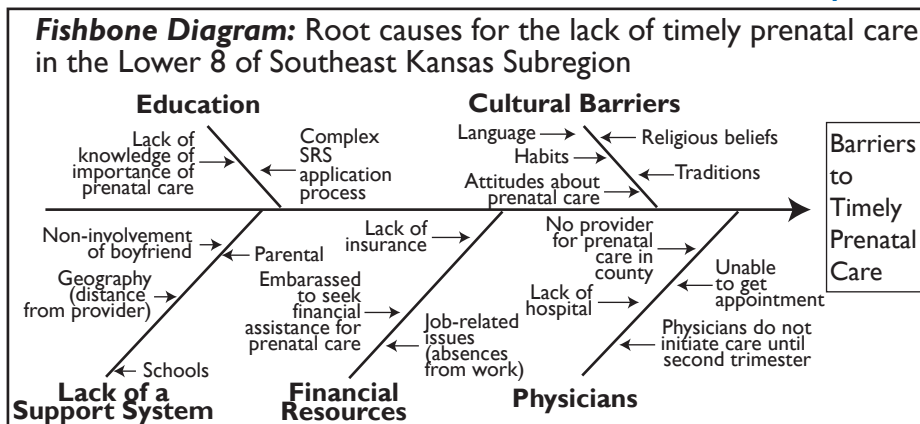 Fishbone Diagram: Root causes for the lack of timely prenatal care
in the Lower 8 of Southeast Kansas Subregion
Education
Lack of
knowledge of
importance of
prenatal care
Complex
SRS
application
process
Cultural Barriers
Language
Habits
Attitudes about
prenatal care
Religious beliefs
Traditions
Barriers
to
Timely
Prenatal
Care
Non-involvement
of boyfriend
Parental
Geography
(distance
from provider)
Schools
Lack of a
Support System
Lack of
insurance
Embarassed
to seek
financial
assistance for
prenatal care
Job-related
issues
(absences
from work)
Financial
Resources
No provider
for prenatal
care in
county
Lack of
hospital
Unable
to get
appointment
Physicians do not
initiate care until
second trimester
Physicians